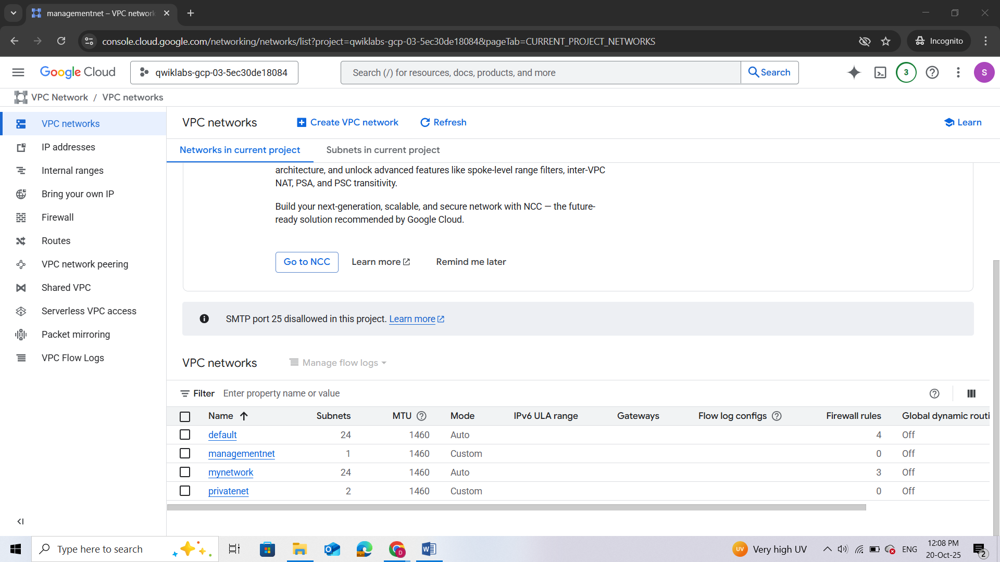 managementnet – VPC network
console.cloud.google.com/networking/networks/list?project=qwiklabs-gcp-03-5ec30de18084&pageTab=CURRENT_PROJECT_NETWORKS
Incognito
Google Cloud
qwiklabs-gcp-03-5ec30de18084
Search (/) for resources, docs, products, and more
Search
3
S
VPC Network / VPC networks
VPC networks
IP addresses
Internal ranges
Bring your own IP
Firewall
Routes
VPC network peering
Shared VPC
Serverless VPC access
Packet mirroring
VPC Flow Logs
VPC networks
Create VPC network
Refresh
Learn
Networks in current project
Subnets in current project
architecture, and unlock advanced features like spoke-level range filters, inter-VPC
NAT, PSA, and PSC transitivity.
Build your next-generation, scalable, and secure network with NCC — the future-
ready solution recommended by Google Cloud.
Go to NCC
Learn more
Remind me later
SMTP port 25 disallowed in this project. Learn more
VPC networks
Manage flow logs
Filter Enter property name or value
Name Subnets MTU Mode IPv6 ULA range Gateways Flow log configs Firewall rules Global dynamic routi
default 24 1460 Auto 4 Off
managementnet 1 1460 Custom 0 Off
mynetwork 24 1460 Auto 3 Off
privatenet 2 1460 Custom 0 Off
Type here to search
UV
Very high UV
ENG
12:08 PM
20-Oct-25
2